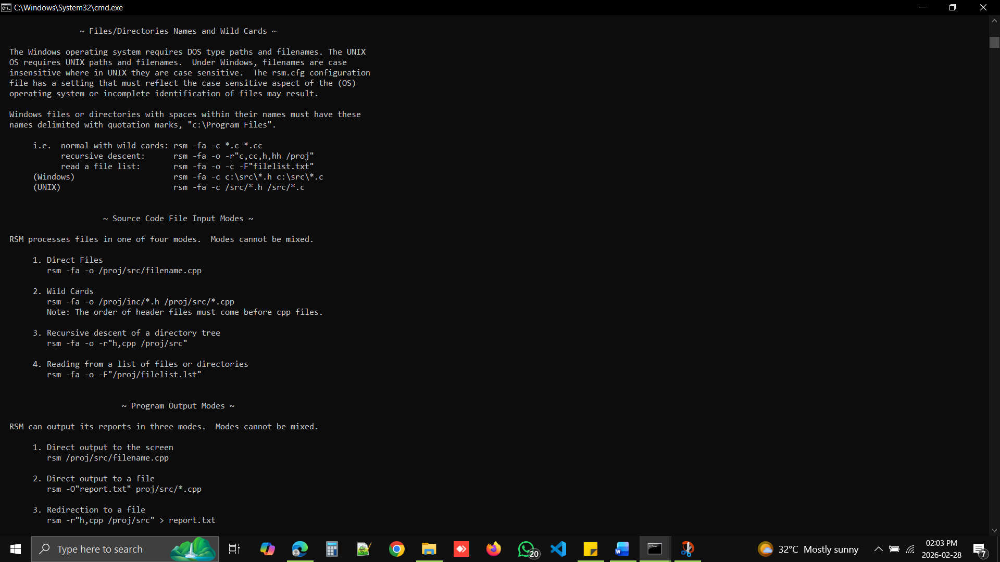 C:\Windows\System32\cmd.exe
~ Files/Directories Names and Wild Cards ~
The Windows operating system requires DOS type paths and filenames. The UNIX
OS requires UNIX paths and filenames.  Under Windows, filenames are case
insensitive where in UNIX they are case sensitive.  The rsm.cfg configuration
file has a setting that must reflect the case sensitive aspect of the (OS)
operating system or incomplete identification of files may result.
Windows files or directories with spaces within their names must have these
names delimited with quotation marks, "c:\Program Files".
i.e.  normal with wild cards: rsm -fa -c *.c *.cc
recursive descent:      rsm -fa -o -r"c,cc,h,hh /proj"
read a file list:       rsm -fa -o -c -F"filelist.txt"
(Windows)                     rsm -fa -c c:\src\*.h c:\src\*.c
(UNIX)                        rsm -fa -c /src/*.h /src/*.c
~ Source Code File Input Modes ~
RSM processes files in one of four modes.  Modes cannot be mixed.
1. Direct Files
rsm -fa -o /proj/src/filename.cpp
2. Wild Cards
rsm -fa -o /proj/inc/*.h /proj/src/*.cpp
Note: The order of header files must come before cpp files.
3. Recursive descent of a directory tree
rsm -fa -o -r"h,cpp /proj/src"
4. Reading from a list of files or directories
rsm -fa -o -F"/proj/filelist.lst"
~ Program Output Modes ~
RSM can output its reports in three modes.  Modes cannot be mixed.
1. Direct output to the screen
rsm /proj/src/filename.cpp
2. Direct output to a file
rsm -O"report.txt" proj/src/*.cpp
3. Redirection to a file
rsm -r"h,cpp /proj/src" > report.txt
Type here to search
20
32°C  Mostly sunny
02:03 PM
2026-02-28
7